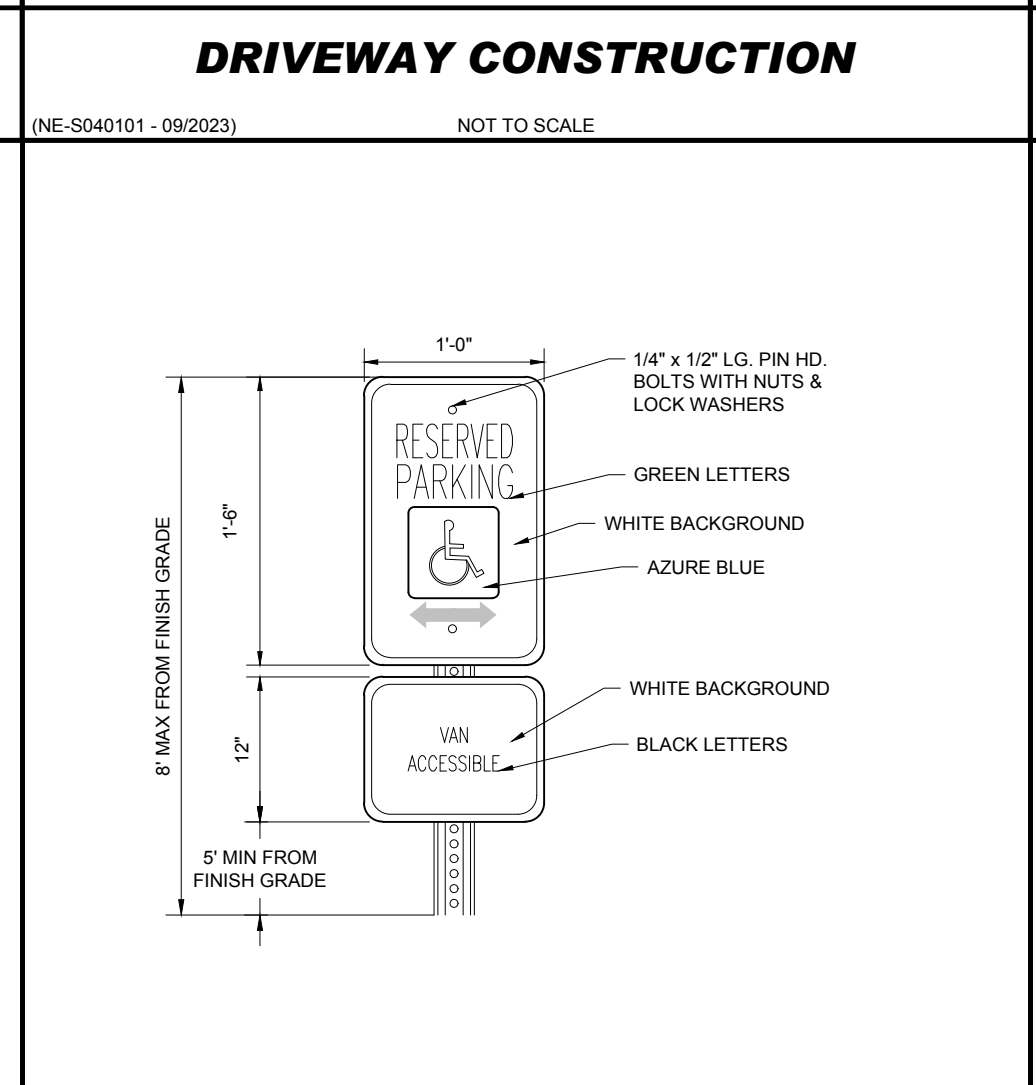 DRIVEWAY CONSTRUCTION
(NE-S040101 - 09/2023) NOT TO SCALE
1'-0"
1/4" x 1/2" LG. PIN HD.
BOLTS WITH NUTS &
LOCK WASHERS
RESERVED
PARKING
GREEN LETTERS
WHITE BACKGROUND
AZURE BLUE
1'-6"
8' MAX FROM FINISH GRADE
WHITE BACKGROUND
VAN
ACCESSIBLE
BLACK LETTERS
12"
5' MIN FROM
FINISH GRADE